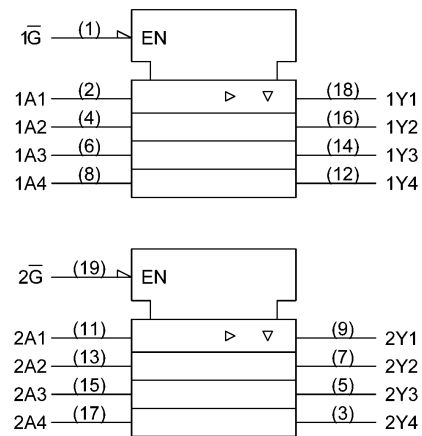 1G̅ (1) EN
1A1 (2) (18) 1Y1
1A2 (4) (16) 1Y2
1A3 (6) (14) 1Y3
1A4 (8) (12) 1Y4
2G̅ (19) EN
2A1 (11) (9) 2Y1
2A2 (13) (7) 2Y2
2A3 (15) (5) 2Y3
2A4 (17) (3) 2Y4